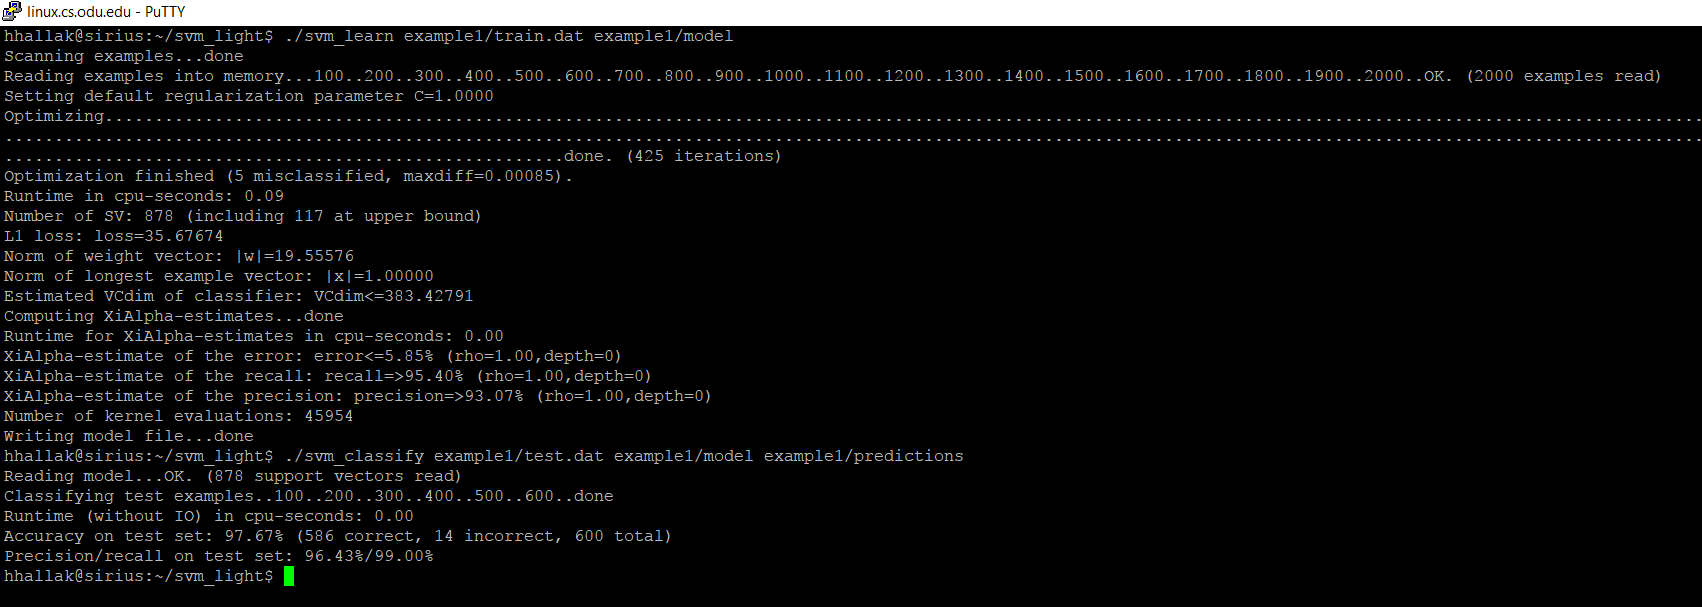 linux.cs.odu.edu - PuTTY
hhallak@sirius:~/svm_light$ ./svm_learn example1/train.dat example1/model
Scanning examples...done
Reading examples into memory...100..200..300..400..500..600..700..800..900..1000..1100..1200..1300..1400..1500..1600..1700..1800..1900..2000..OK. (2000 examples read)
Setting default regularization parameter C=1.0000
Optimizing................................................................................................................................................................
..........................................................................................................................................................................
........................................................done. (425 iterations)
Optimization finished (5 misclassified, maxdiff=0.00085).
Runtime in cpu-seconds: 0.09
Number of SV: 878 (including 117 at upper bound)
L1 loss: loss=35.67674
Norm of weight vector: |w|=19.55576
Norm of longest example vector: |x|=1.00000
Estimated VCdim of classifier: VCdim<=383.42791
Computing XiAlpha-estimates...done
Runtime for XiAlpha-estimates in cpu-seconds: 0.00
XiAlpha-estimate of the error: error<=5.85% (rho=1.00,depth=0)
XiAlpha-estimate of the recall: recall=>95.40% (rho=1.00,depth=0)
XiAlpha-estimate of the precision: precision=>93.07% (rho=1.00,depth=0)
Number of kernel evaluations: 45954
Writing model file...done
hhallak@sirius:~/svm_light$ ./svm_classify example1/test.dat example1/model example1/predictions
Reading model...OK. (878 support vectors read)
Classifying test examples..100..200..300..400..500..600..done
Runtime (without IO) in cpu-seconds: 0.00
Accuracy on test set: 97.67% (586 correct, 14 incorrect, 600 total)
Precision/recall on test set: 96.43%/99.00%
hhallak@sirius:~/svm_light$